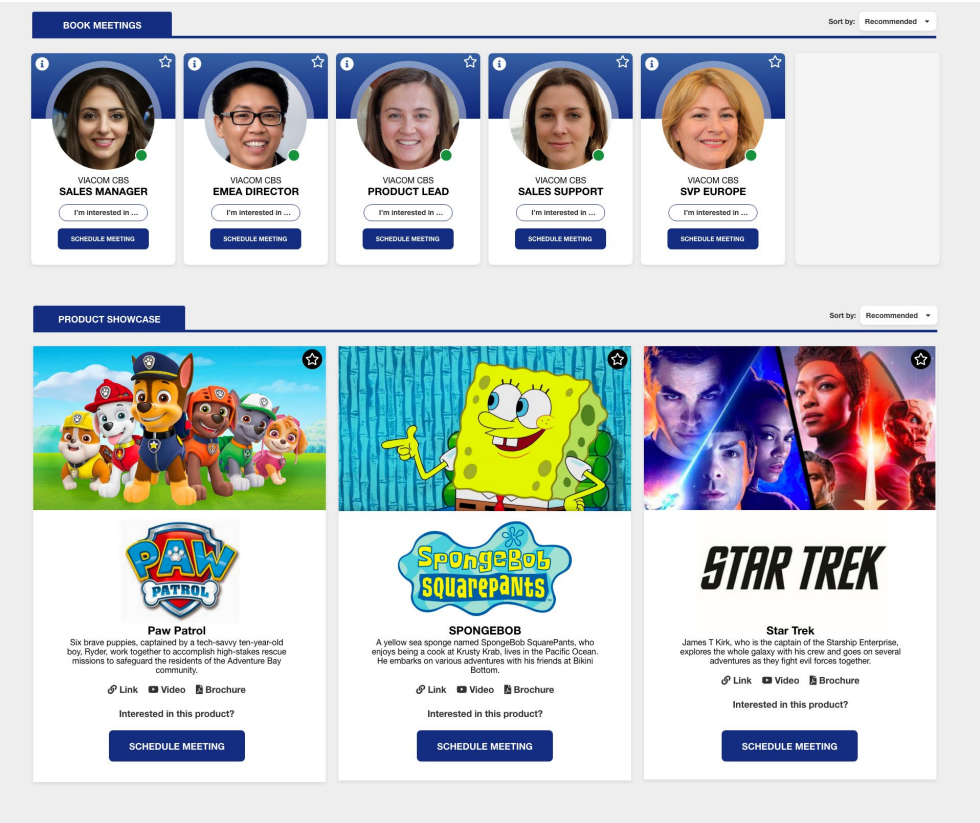 BOOK MEETINGS
Sort by: Recommended
VIACOM CBS
SALES MANAGER
I'm interested in ...
SCHEDULE MEETING
VIACOM CBS
EMEA DIRECTOR
I'm interested in ...
SCHEDULE MEETING
VIACOM CBS
PRODUCT LEAD
I'm interested in ...
SCHEDULE MEETING
VIACOM CBS
SALES SUPPORT
I'm interested in ...
SCHEDULE MEETING
VIACOM CBS
SVP EUROPE
I'm interested in ...
SCHEDULE MEETING
PRODUCT SHOWCASE
Sort by: Recommended
PAW
PATROL
Paw Patrol
Six brave puppies, captained by a tech-savvy ten-year-old
boy, Ryder, work together to accomplish high-stakes rescue
missions to safeguard the residents of the Adventure Bay
community.
Link Video Brochure
Interested in this product?
SCHEDULE MEETING
SpongeBob
SquarePants
SPONGEBOB
A yellow sea sponge named SpongeBob SquarePants, who
enjoys being a cook at Krusty Krab, lives in the Pacific Ocean.
He embarks on various adventures with his friends at Bikini
Bottom.
Link Video Brochure
Interested in this product?
SCHEDULE MEETING
STAR TREK
Star Trek
James T Kirk, who is the captain of the Starship Enterprise,
explores the whole galaxy with his crew and goes on several
adventures as they fight evil forces together.
Link Video Brochure
Interested in this product?
SCHEDULE MEETING